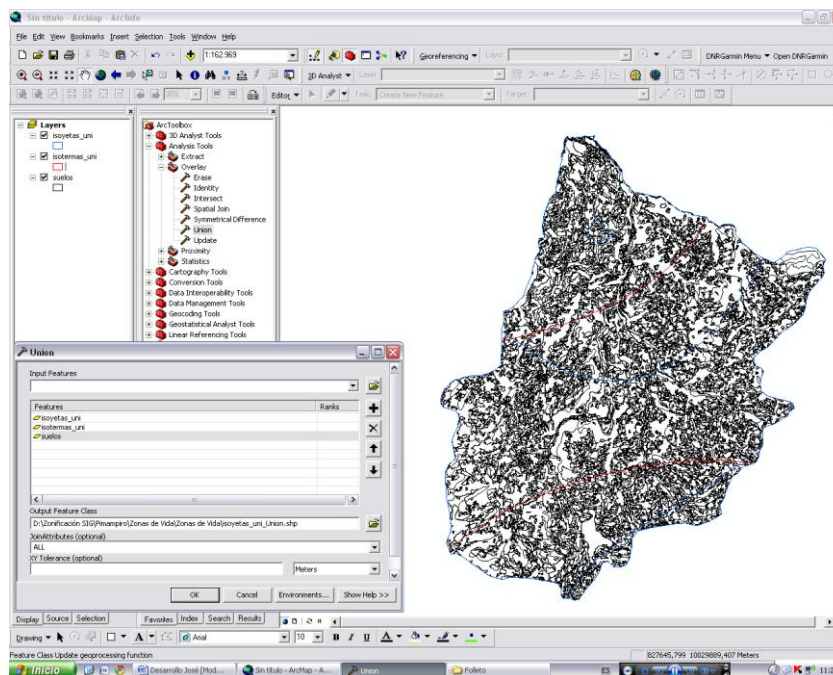 Sin título - ArcMap - ArcInfo
File Edit View Bookmarks Insert Selection Tools Window Help
1:162.969
Georeferencing
Layer:
DNRGarmin Menu
Open DNRGarmin
3D Analyst
Layer:
30%
Editor
Task: Create New Feature
Target:
Layers
isoyetas_uni
isotermas_uni
suelos
ArcToolbox
3D Analyst Tools
Analysis Tools
Extract
Overlay
Erase
Identity
Intersect
Spatial Join
Symmetrical Difference
Union
Update
Proximity
Statistics
Cartography Tools
Conversion Tools
Data Interoperability Tools
Data Management Tools
Geocoding Tools
Geostatistical Analyst Tools
Linear Referencing Tools
Union
Input Features
Features Ranks
isoyetas_uni
isotermas_uni
suelos
Output Feature Class
D:\Zonificación SIG\Pimampiro\Zonas de Vida\Zonas de Vida\isoyetas_uni_Union.shp
JoinAttributes (optional)
ALL
XY Tolerance (optional)
Meters
OK Cancel Environments... Show Help >>
Display Source Selection
Favorites Index Search Results
Drawing
Arial
10
B I U A
Feature Class Update geoprocessing function
827645,799 10029889,407 Meters
Inicio
Desarrollo José [Mod...
Sin título - ArcMap - A...
Union
Folleto
ES